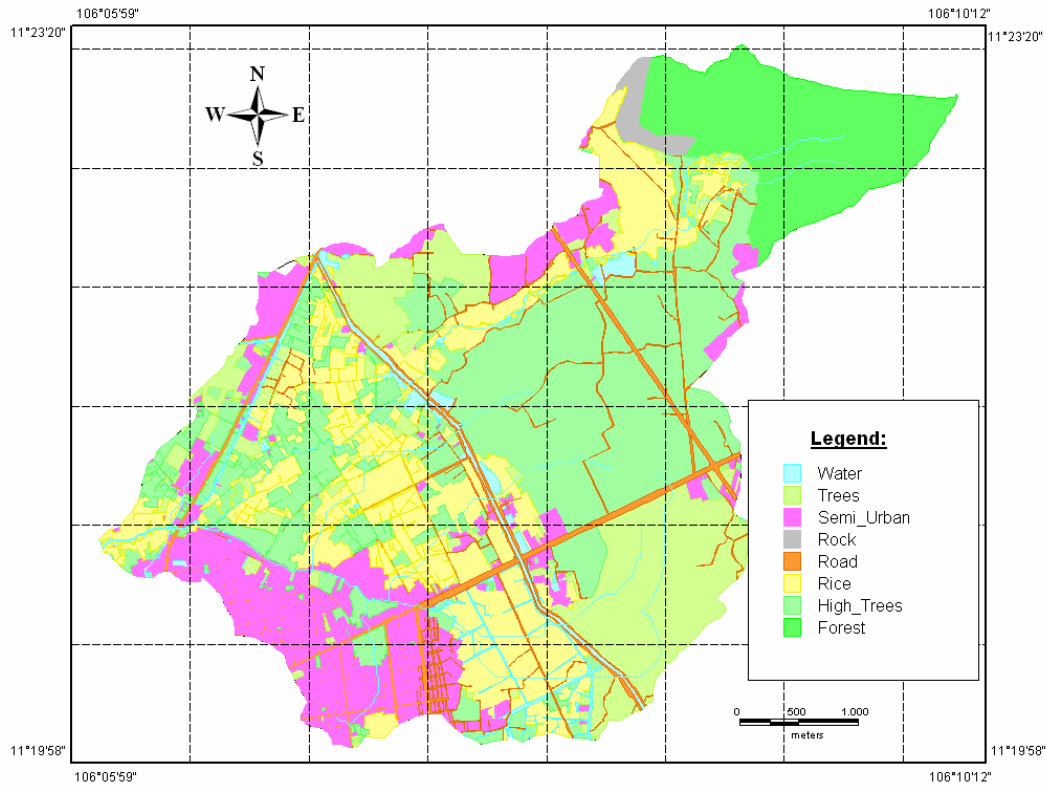 106°05'59"
106°10'12"
11°23'20"
11°23'20"
N
W E
S
Legend:
Water
Trees
Semi_Urban
Rock
Road
Rice
High_Trees
Forest
0 500 1.000
meters
11°19'58"
11°19'58"
106°05'59"
106°10'12"